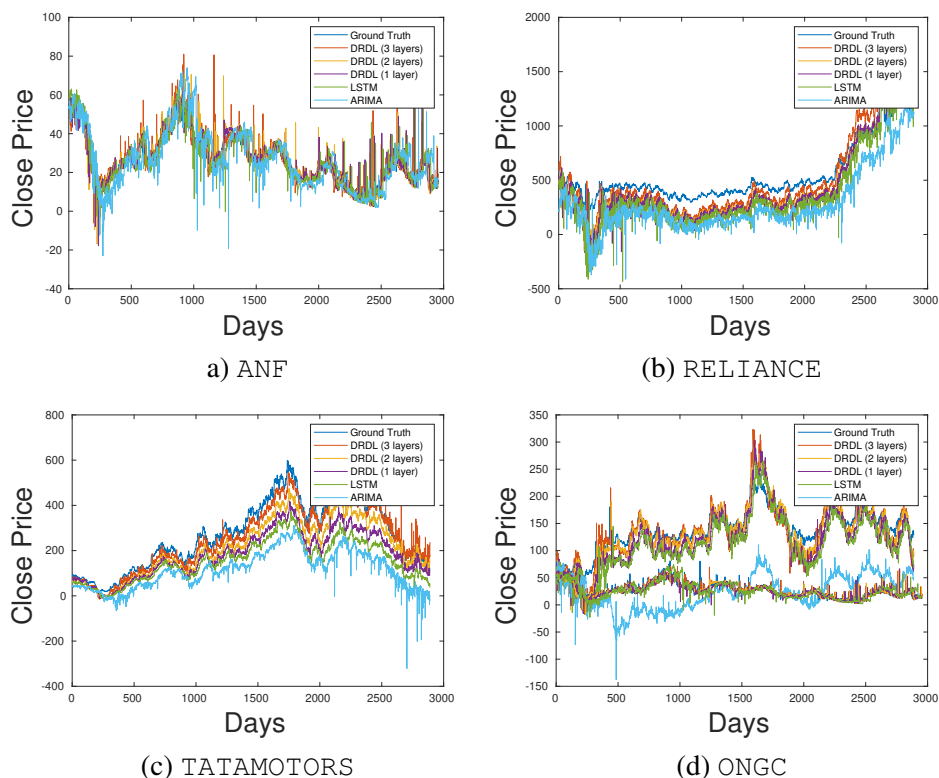 100
80
60
40
20
0
-20
-40
Close Price
0 500 1000 1500 2000 2500 3000
Days
Ground Truth
DRDL (3 layers)
DRDL (2 layers)
DRDL (1 layer)
LSTM
ARIMA
a) ANF
2000
1500
1000
500
0
-500
Close Price
0 500 1000 1500 2000 2500 3000
Days
Ground Truth
DRDL (3 layers)
DRDL (2 layers)
DRDL (1 layer)
LSTM
ARIMA
(b) RELIANCE
800
600
400
200
0
-200
-400
Close Price
0 500 1000 1500 2000 2500 3000
Days
Ground Truth
DRDL (3 layers)
DRDL (2 layers)
DRDL (1 layer)
LSTM
ARIMA
(c) TATAMOTORS
350
300
250
200
150
100
50
0
-50
-100
-150
Close Price
0 500 1000 1500 2000 2500 3000
Days
Ground Truth
DRDL (3 layers)
DRDL (2 layers)
DRDL (1 layer)
LSTM
ARIMA
(d) ONGC